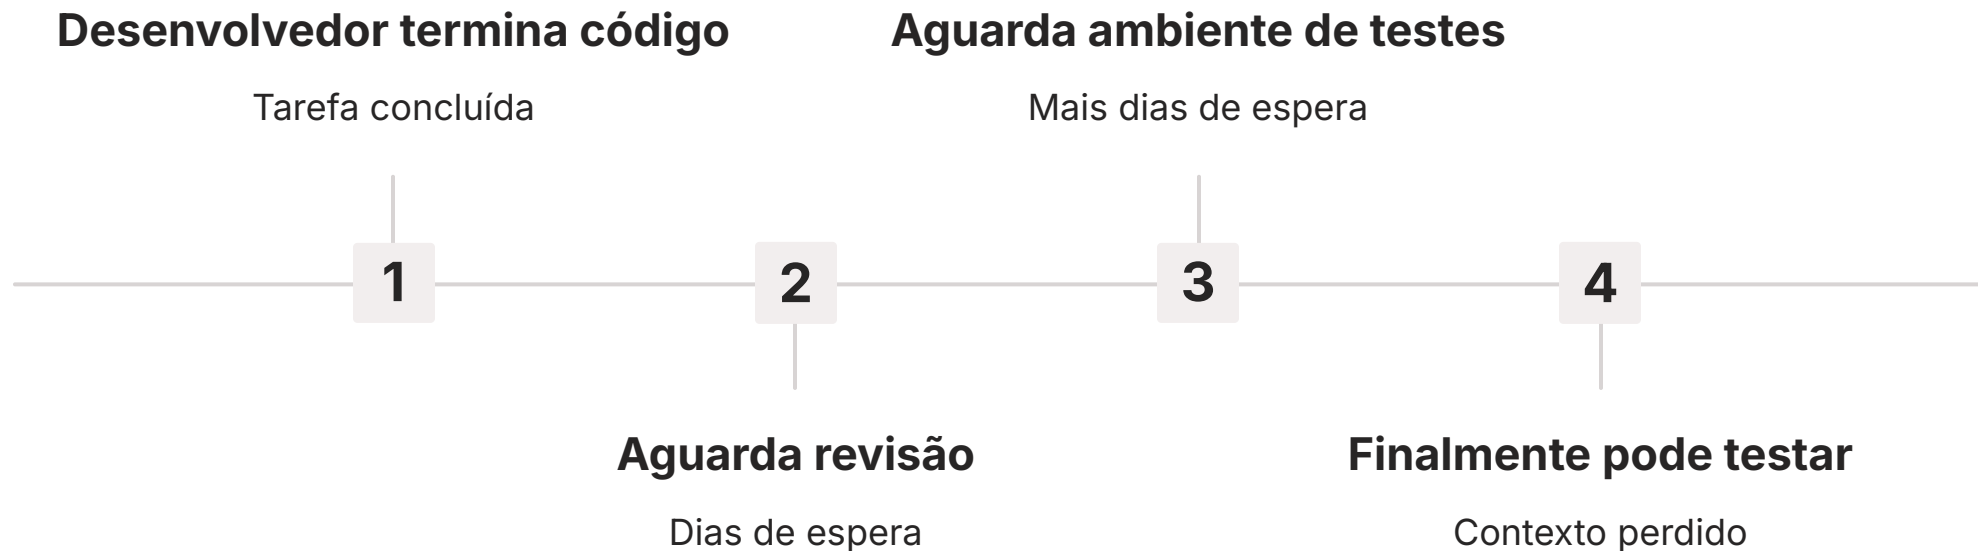 Desenvolvedor termina código
Tarefa concluída
Aguarda ambiente de testes
Mais dias de espera
1
2
3
4
Aguarda revisão
Dias de espera
Finalmente pode testar
Contexto perdido